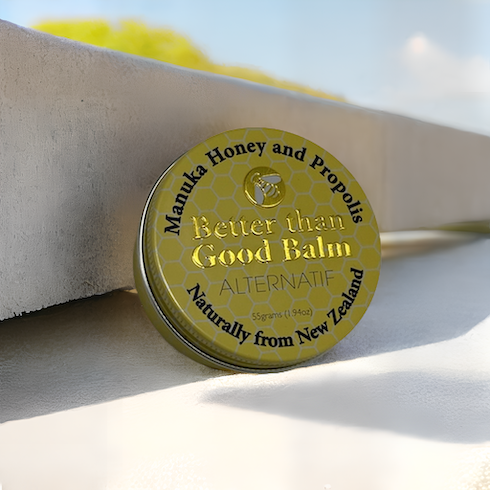 Manuka Honey and Propolis
Better than
Good Balm
ALTERNATIF
55grams (1.94oz)
Naturally from New Zealand